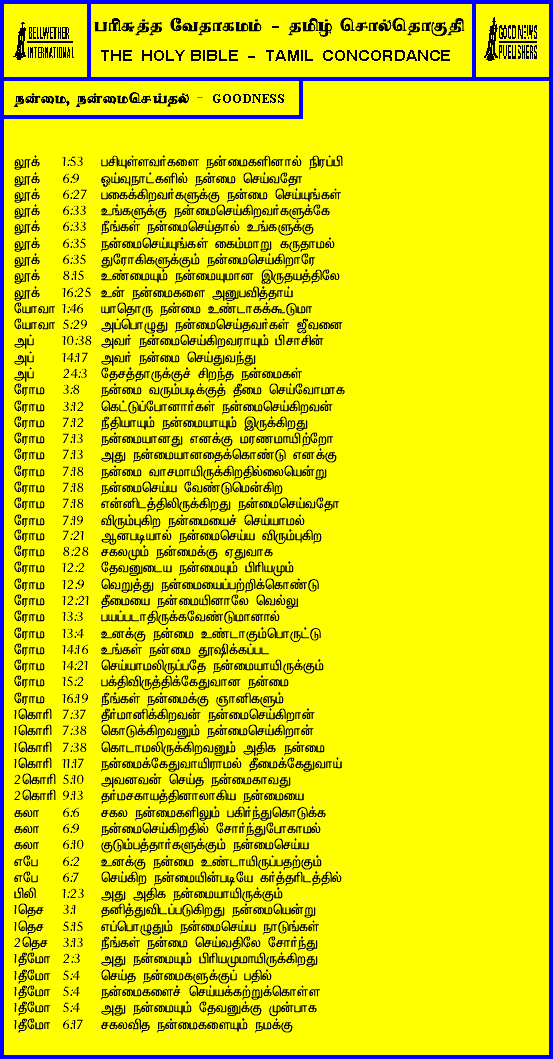 BELLWETHER
INTERNATIONAL
பரிசுத்த வேதாகமம் - தமிழ் சொல்தொகுதி
THE HOLY BIBLE - TAMIL CONCORDANCE
GOOD NEWS
PUBLISHERS
நன்மை, நன்மைசெய்தல் - GOODNESS
லூக் 1:53 பசியுள்ளவர்களை நன்மைகளினால் நிரப்பி
லூக் 6:9 ஓய்வுநாட்களில் நன்மை செய்வதோ
லூக் 6:27 பகைக்கிறவர்களுக்கு நன்மை செய்யுங்கள்
லூக் 6:33 உங்களுக்கு நன்மைசெய்கிறவர்களுக்கே
லூக் 6:33 நீங்கள் நன்மைசெய்தால் உங்களுக்கு
லூக் 6:35 நன்மைசெய்யுங்கள் கைம்மாறு கருதாமல்
லூக் 6:35 துரோகிகளுக்கும் நன்மைசெய்கிறாரே
லூக் 8:15 உண்மையும் நன்மையுமான இருதயத்திலே
லூக் 16:25 உன் நன்மைகளை அனுபவித்தாய்
யோவா 1:46 யாதொரு நன்மை உண்டாகக்கூடுமா
யோவா 5:29 அப்பொழுது நன்மைசெய்தவர்கள் ஜீவனை
அப் 10:38 அவர் நன்மைசெய்கிறவராயும் பிசாசின்
அப் 14:17 அவர் நன்மை செய்துவந்து
அப் 24:3 தேசத்தாருக்குச் சிறந்த நன்மைகள்
ரோம 3:8 நன்மை வரும்படிக்குத் தீமை செய்வோமாக
ரோம 3:12 கெட்டுப்போனார்கள் நன்மைசெய்கிறவன்
ரோம 7:12 நீதியாயும் நன்மையாயும் இருக்கிறது
ரோம 7:13 நன்மையானது எனக்கு மரணமாயிற்றோ
ரோம 7:13 அது நன்மையானதைக்கொண்டு எனக்கு
ரோம 7:18 நன்மை வாசமாயிருக்கிறதில்லையென்று
ரோம 7:18 நன்மைசெய்ய வேண்டுமென்கிற
ரோம 7:18 என்னிடத்திலிருக்கிறது நன்மைசெய்வதோ
ரோம 7:19 விரும்புகிற நன்மையைச் செய்யாமல்
ரோம 7:21 ஆனபடியால் நன்மைசெய்ய விரும்புகிற
ரோம 8:28 சகலமும் நன்மைக்கு ஏதுவாக
ரோம 12:2 தேவனுடைய நன்மையும் பிரியமும்
ரோம 12:9 வெறுத்து நன்மையைப்பற்றிக்கொண்டு
ரோம 12:21 தீமையை நன்மையினாலே வெல்லு
ரோம 13:3 பயப்படாதிருக்கவேண்டுமானால்
ரோம 13:4 உனக்கு நன்மை உண்டாகும்பொருட்டு
ரோம 14:16 உங்கள் நன்மை தூஷிக்கப்பட
ரோம 14:21 செய்யாமலிருப்பதே நன்மையாயிருக்கும்
ரோம 15:2 பக்திவிருத்திக்கேதுவான நன்மை
ரோம 16:19 நீங்கள் நன்மைக்கு ஞானிகளும்
1கொரி 7:37 தீர்மானிக்கிறவன் நன்மைசெய்கிறான்
1கொரி 7:38 கொடுக்கிறவனும் நன்மைசெய்கிறான்
1கொரி 7:38 கொடாமலிருக்கிறவனும் அதிக நன்மை
1கொரி 11:17 நன்மைக்கேதுவாயிராமல் தீமைக்கேதுவாய்
2கொரி 5:10 அவனவன் செய்த நன்மைகாவது
2கொரி 9:13 தர்மசகாயத்தினாலாகிய நன்மையை
கலா 6:6 சகல நன்மைகளிலும் பகிர்ந்துகொடுக்க
கலா 6:9 நன்மைசெய்கிறதில் சோர்ந்துபோகாமல்
கலா 6:10 குடும்பத்தார்களுக்கும் நன்மைசெய்ய
எபே 6:2 உனக்கு நன்மை உண்டாயிருப்பதற்கும்
எபே 6:7 செய்கிற நன்மையின்படியே கர்த்தரிடத்தில்
பிலி 1:23 அது அதிக நன்மையாயிருக்கும்
1தெச 3:1 தனித்துவிடப்படுகிறது நன்மையென்று
1தெச 5:15 எப்பொழுதும் நன்மைசெய்ய நாடுங்கள்
2தெச 3:13 நீங்கள் நன்மை செய்வதிலே சோர்ந்து
1தீமோ 2:3 அது நன்மையும் பிரியமுமாயிருக்கிறது
1தீமோ 5:4 செய்த நன்மைகளுக்குப் பதில்
1தீமோ 5:4 நன்மைகளைச் செய்யக்கற்றுக்கொள்ள
1தீமோ 5:4 அது நன்மையும் தேவனுக்கு முன்பாக
1தீமோ 6:17 சகலவித நன்மைகளையும் நமக்கு